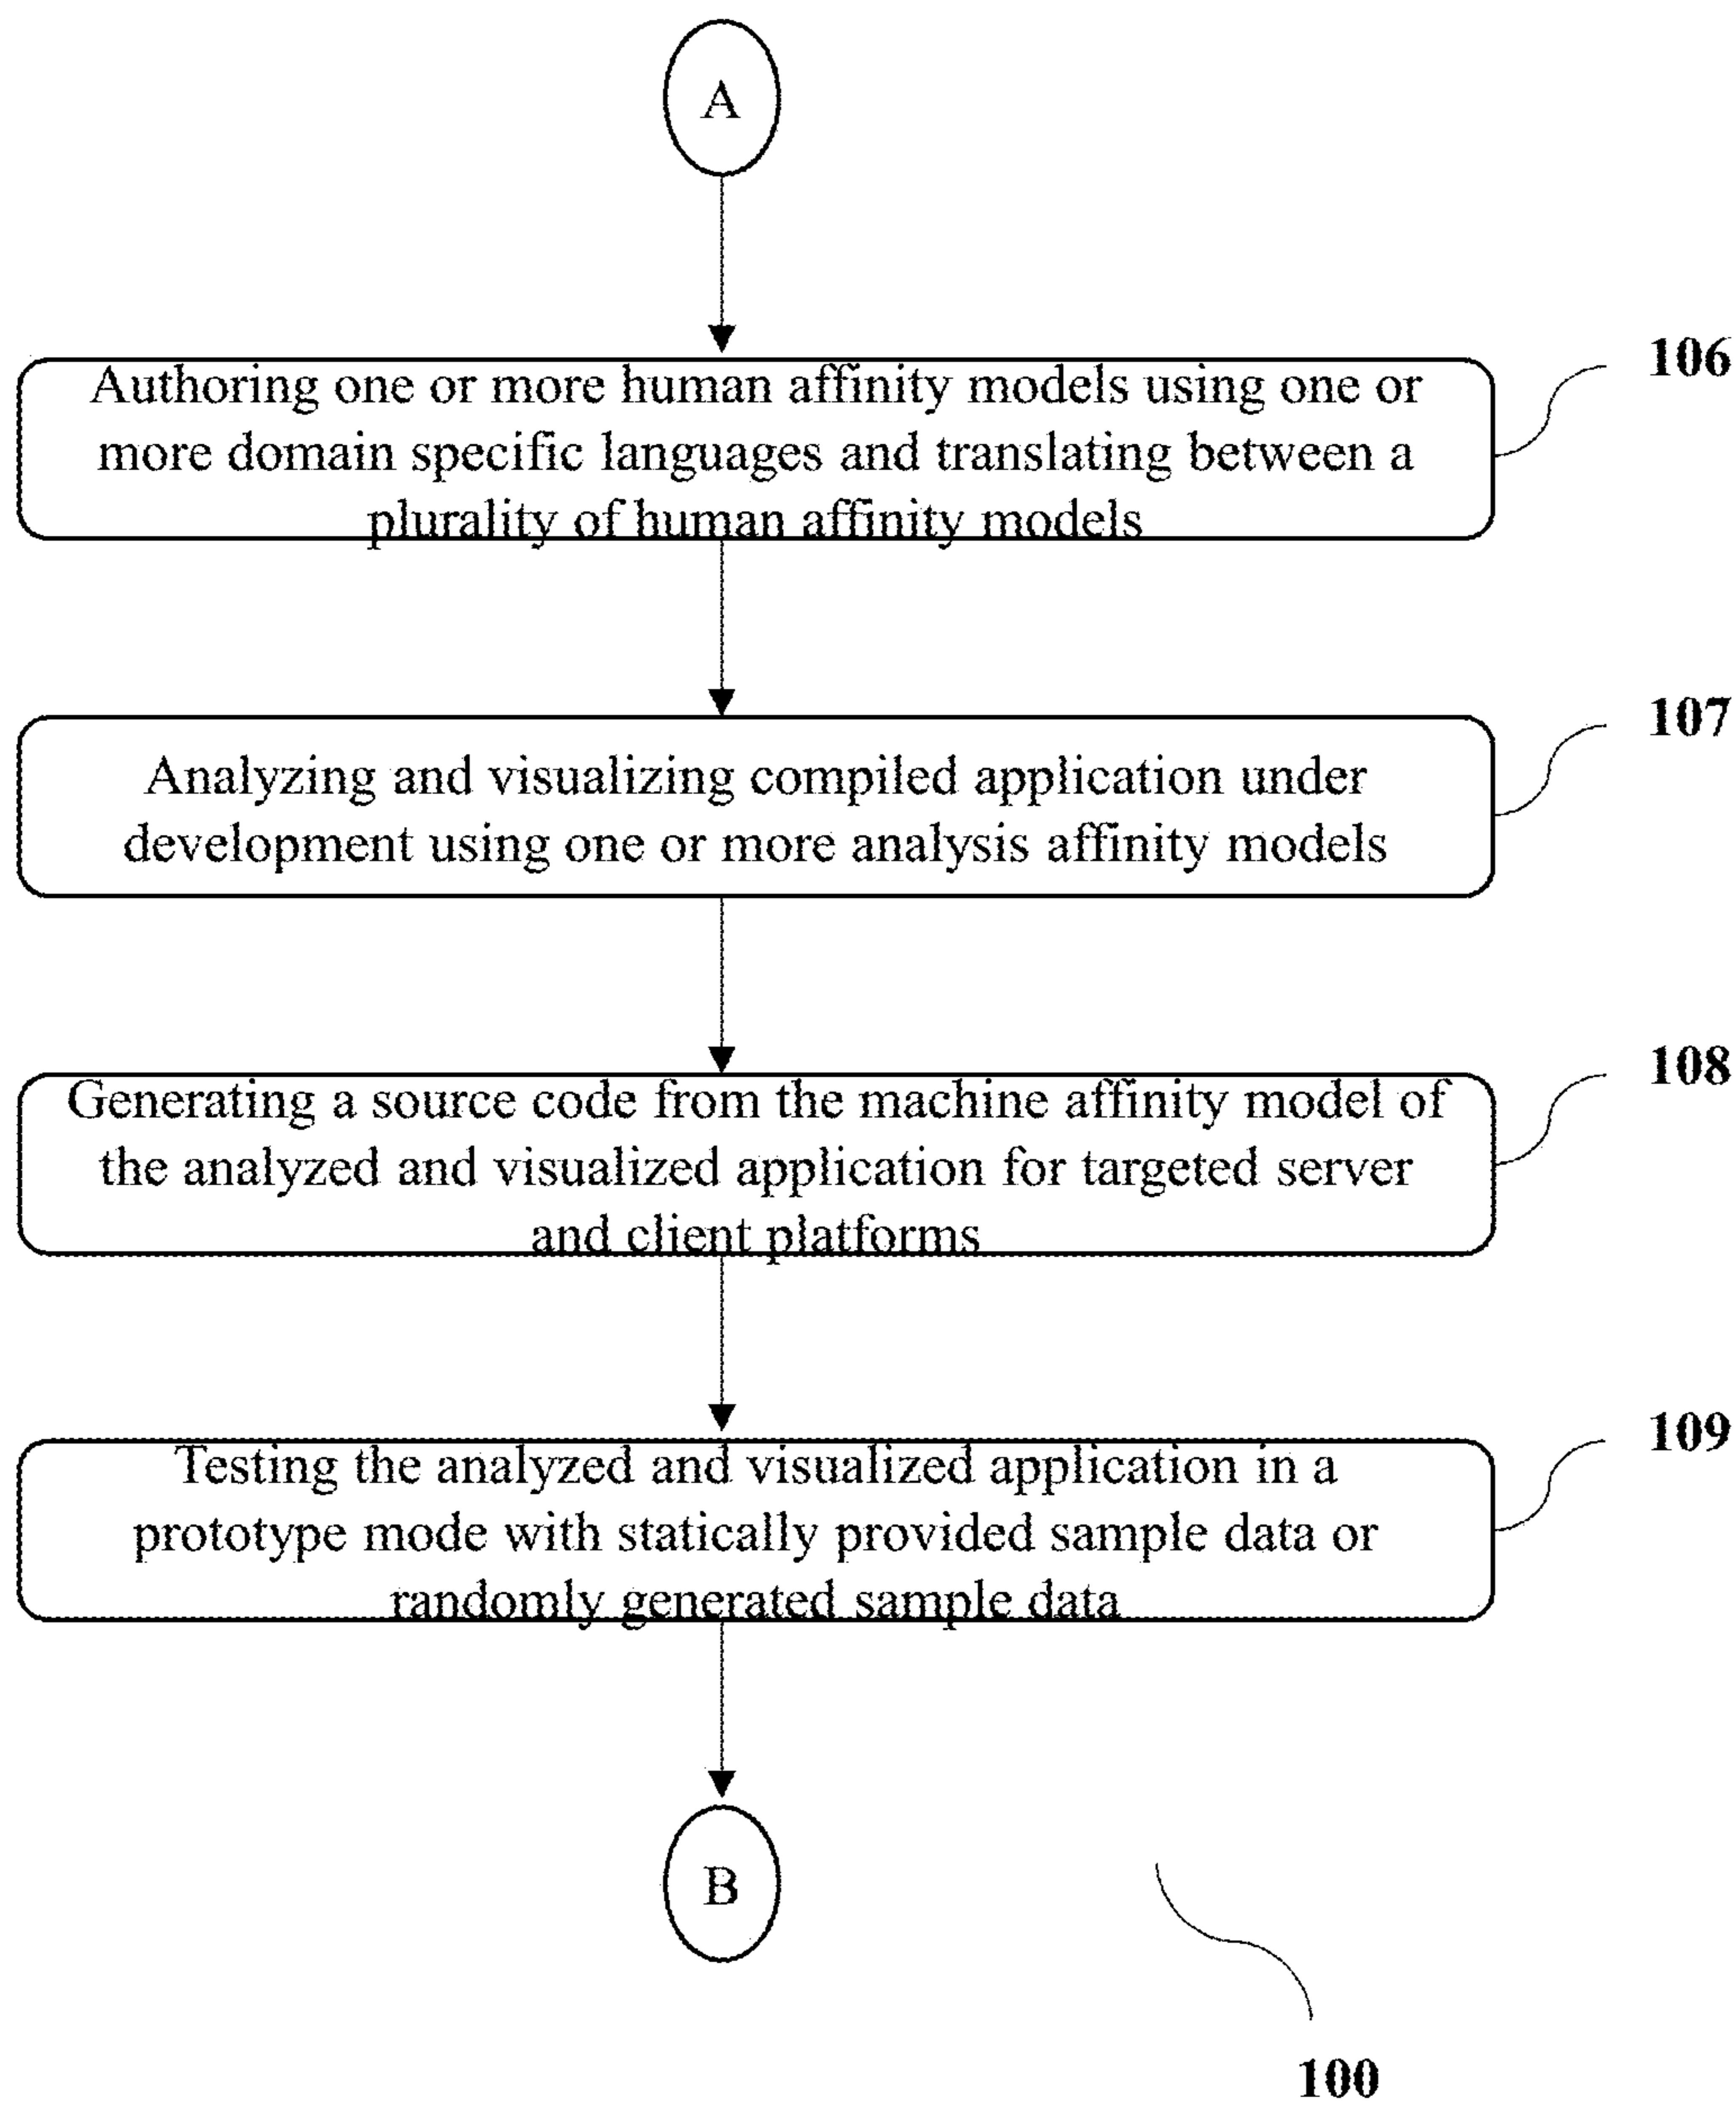 A
106
Authoring one or more human affinity models using one or
more domain specific languages and translating between a
plurality of human affinity models
107
Analyzing and visualizing compiled application under
development using one or more analysis affinity models
108
Generating a source code from the machine affinity model of
the analyzed and visualized application for targeted server
and client platforms
109
Testing the analyzed and visualized application in a
prototype mode with statically provided sample data or
randomly generated sample data
B
100